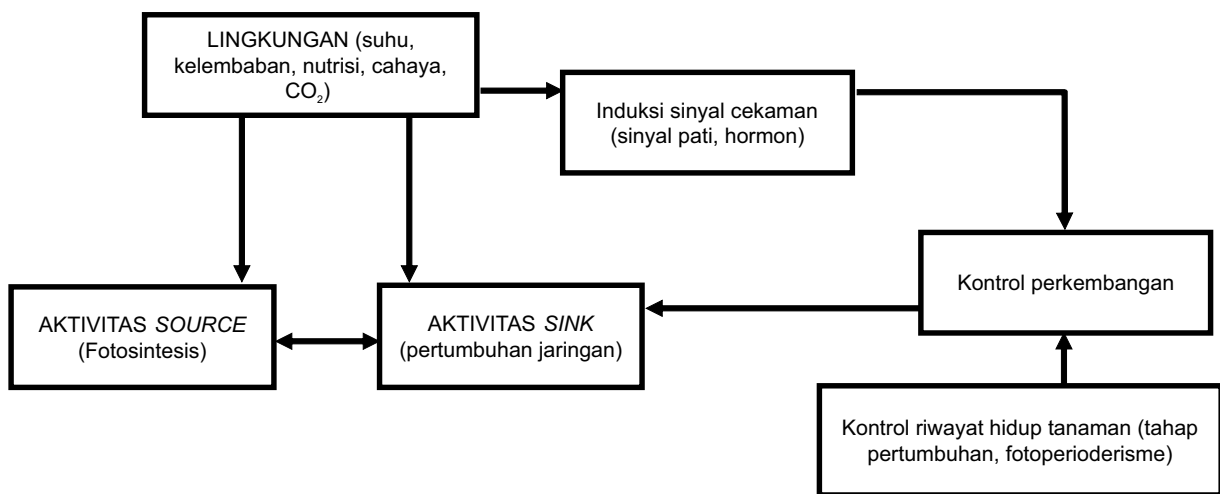 LINGKUNGAN (suhu,
kelembaban, nutrisi, cahaya,
CO₂)
Induksi sinyal cekaman
(sinyal pati, hormon)
Kontrol perkembangan
AKTIVITAS SOURCE
(Fotosintesis)
AKTIVITAS SINK
(pertumbuhan jaringan)
Kontrol riwayat hidup tanaman (tahap
pertumbuhan, fotoperioderisme)